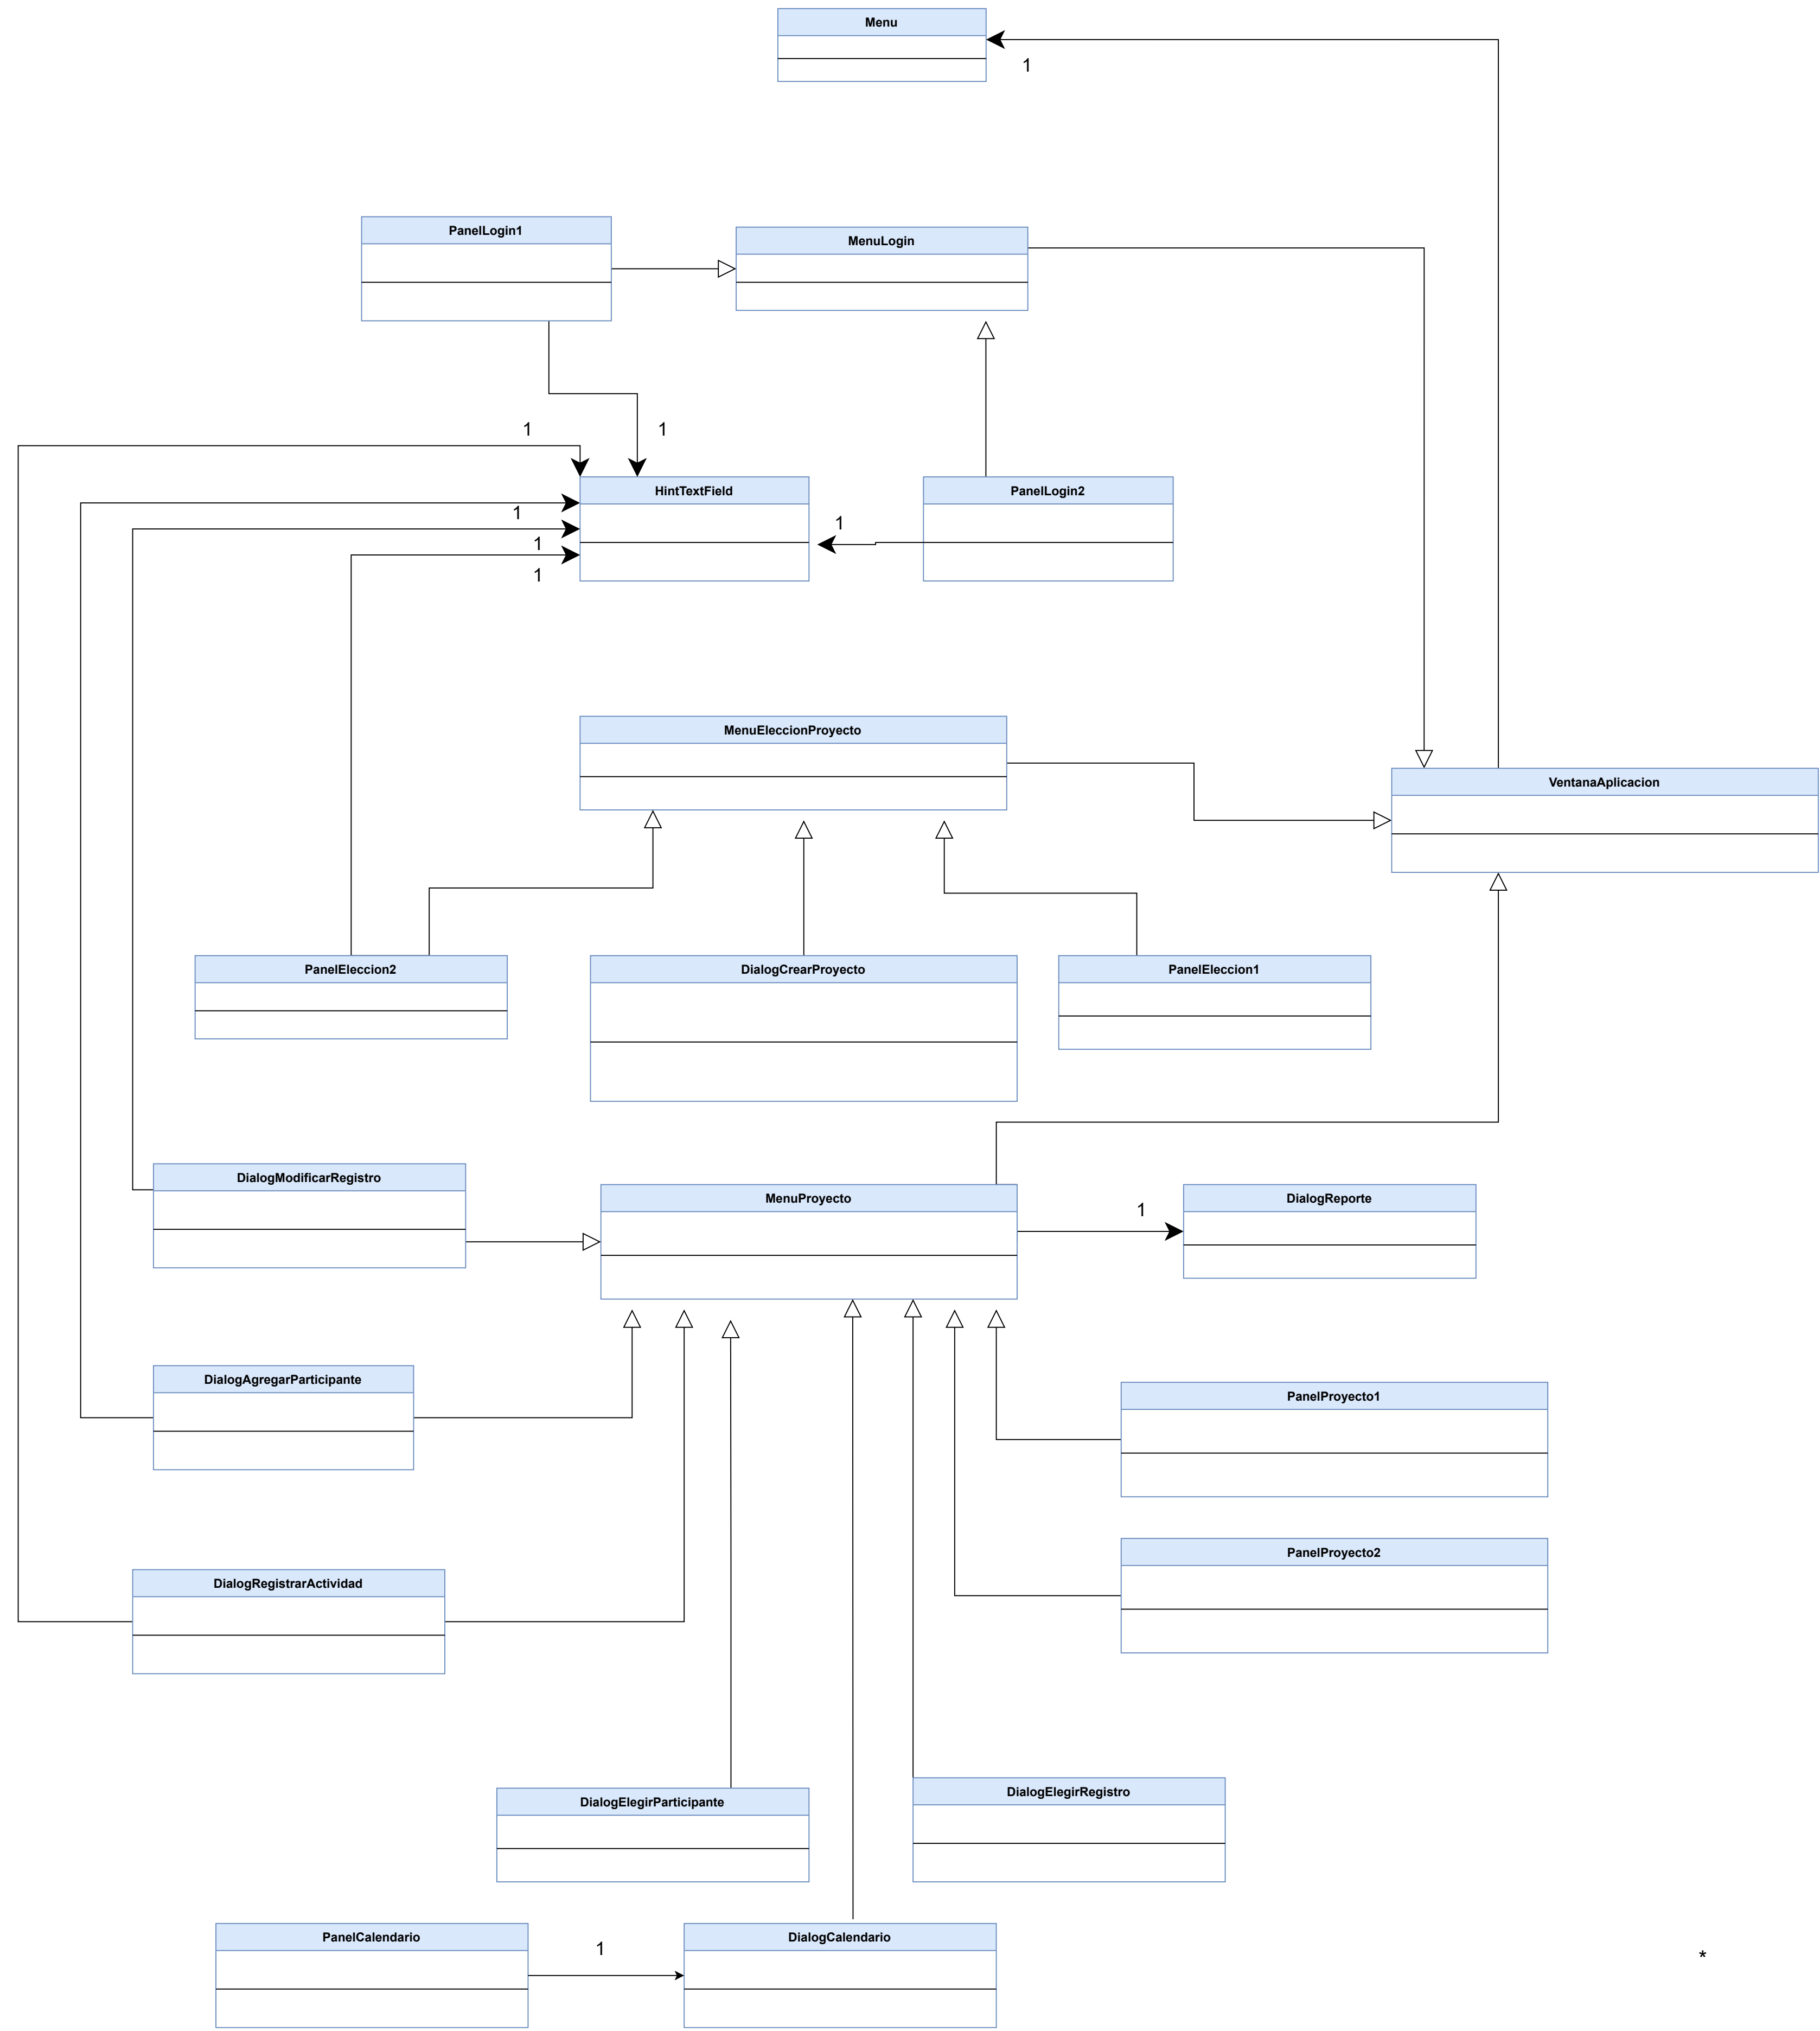 Menu
1
PanelLogin1
MenuLogin
1
1
HintTextField
PanelLogin2
1
1
1
1
MenuEleccionProyecto
VentanaAplicacion
PanelEleccion2
DialogCrearProyecto
PanelEleccion1
DialogModificarRegistro
MenuProyecto
DialogReporte
1
DialogAgregarParticipante
PanelProyecto1
PanelProyecto2
DialogRegistrarActividad
DialogElegirRegistro
DialogElegirParticipante
PanelCalendario
DialogCalendario
1
*